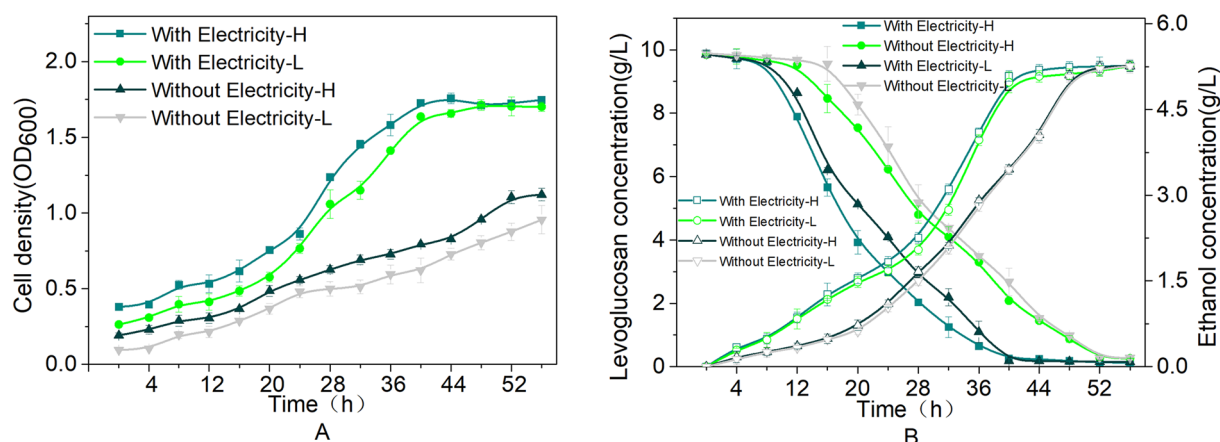 With Electricity-H
With Electricity-L
Without Electricity-H
Without Electricity-L
2.0
1.5
1.0
0.5
0.0
Cell density(OD600)
4 12 20 28 36 44 52
Time (h)
A
With Electricity-H
Without Electricity-H
With Electricity-L
Without Electricity-L
With Electricity-H
With Electricity-L
Without Electricity-H
Without Electricity-L
10
8
6
4
2
0
Levoglucosan concentration(g/L)
6.0
4.5
3.0
1.5
0.0
Ethanol concentration(g/L)
4 12 20 28 36 44 52
Time (h)
B